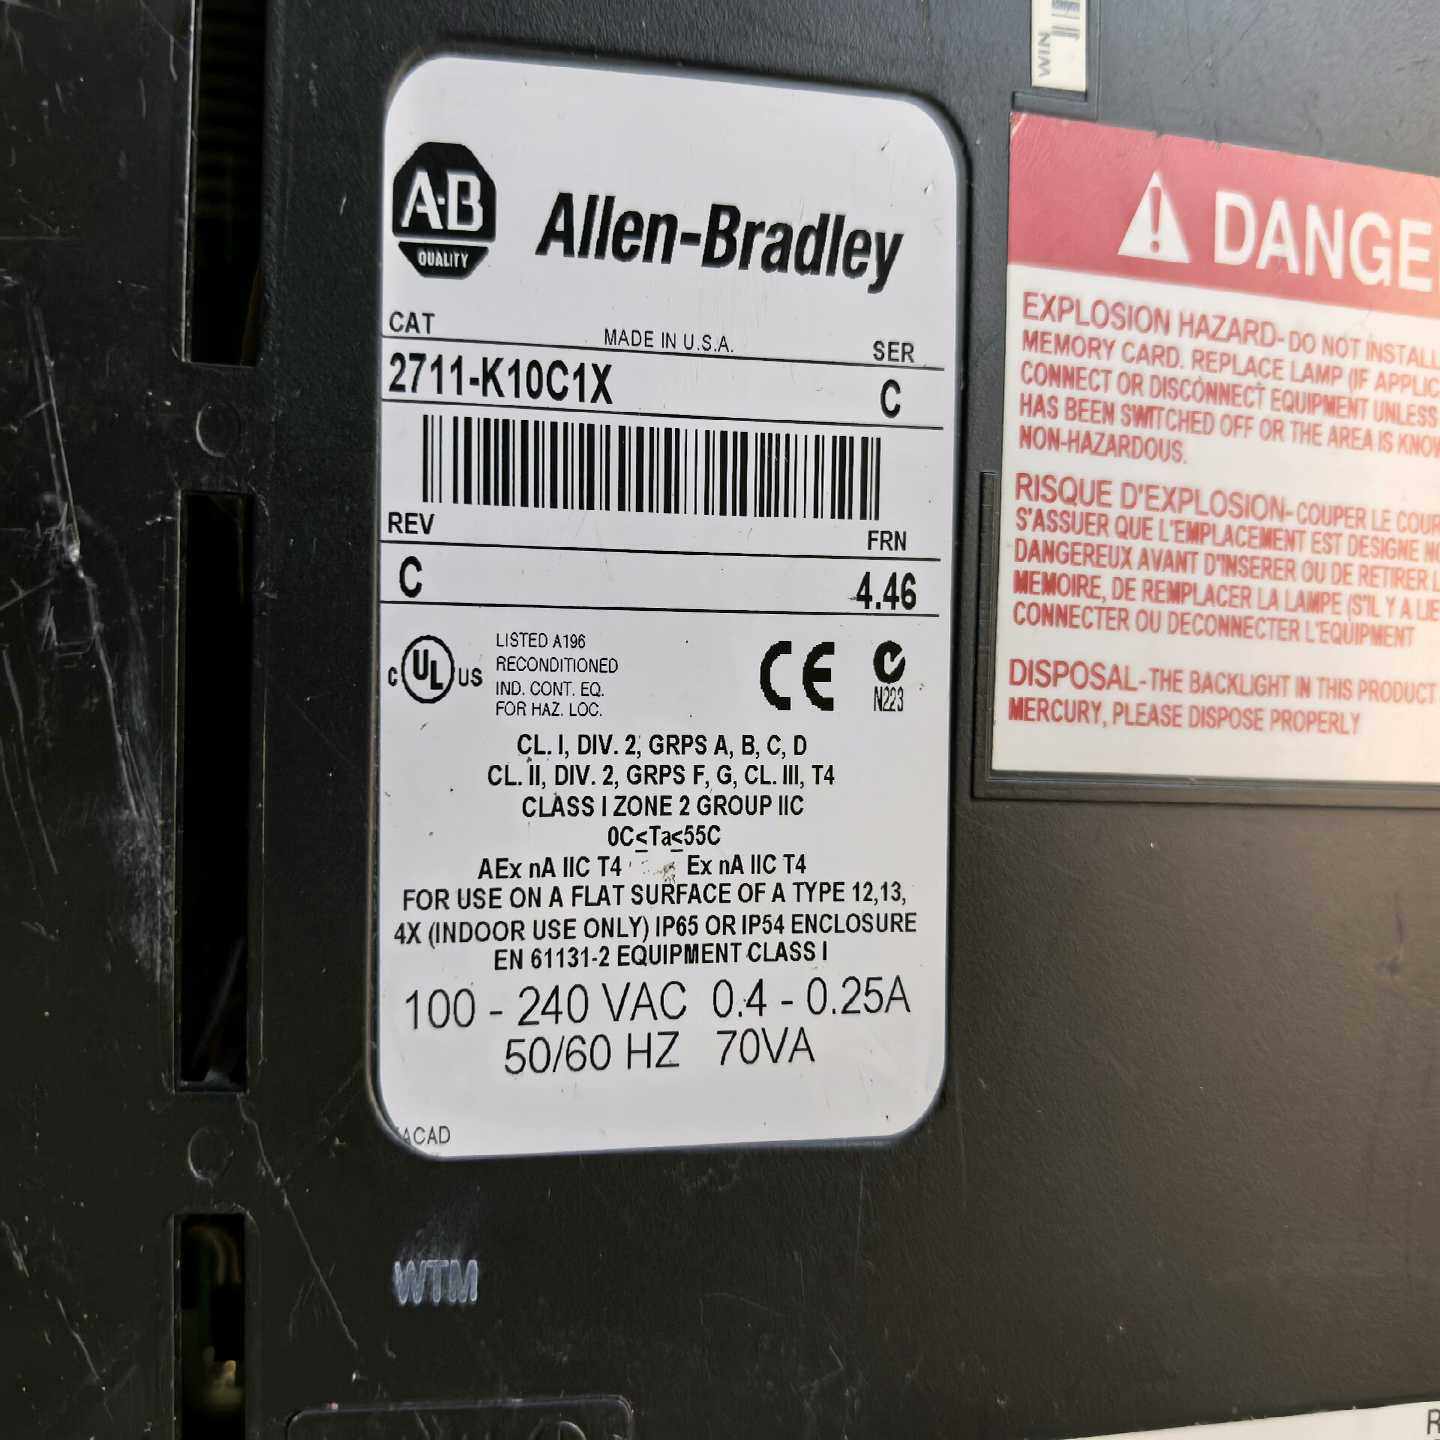 WIN
A-B
QUALITY
Allen-Bradley
CAT
MADE IN U.S.A.
SER
2711-K10C1X
C
REV
FRN
C
4.46
C UL US
LISTED A196
RECONDITIONED
IND. CONT. EQ.
FOR HAZ. LOC.
CE
N223
CL. I, DIV. 2, GRPS A, B, C, D
CL. II, DIV. 2, GRPS F, G, CL. III, T4
CLASS I ZONE 2 GROUP IIC
0C≤Ta≤55C
AEx nA IIC T4 Ex nA IIC T4
FOR USE ON A FLAT SURFACE OF A TYPE 12,13,
4X (INDOOR USE ONLY) IP65 OR IP54 ENCLOSURE
EN 61131-2 EQUIPMENT CLASS I
100 - 240 VAC 0.4 - 0.25A
50/60 HZ 70VA
ACAD
WTM
DANGE
EXPLOSION HAZARD- DO NOT INSTALL
MEMORY CARD. REPLACE LAMP (IF APPLIC
CONNECT OR DISCONNECT EQUIPMENT UNLESS
HAS BEEN SWITCHED OFF OR THE AREA IS KNOW
NON-HAZARDOUS.
RISQUE D'EXPLOSION- COUPER LE COUR
S'ASSUER QUE L'EMPLACEMENT EST DESIGNE NO
DANGEREUX AVANT D'INSERER OU DE RETIRER L
MEMOIRE, DE REMPLACER LA LAMPE (S'IL Y A LIE
CONNECTER OU DECONNECTER L'EQUIPMENT
DISPOSAL-THE BACKLIGHT IN THIS PRODUCT
MERCURY, PLEASE DISPOSE PROPERLY
R